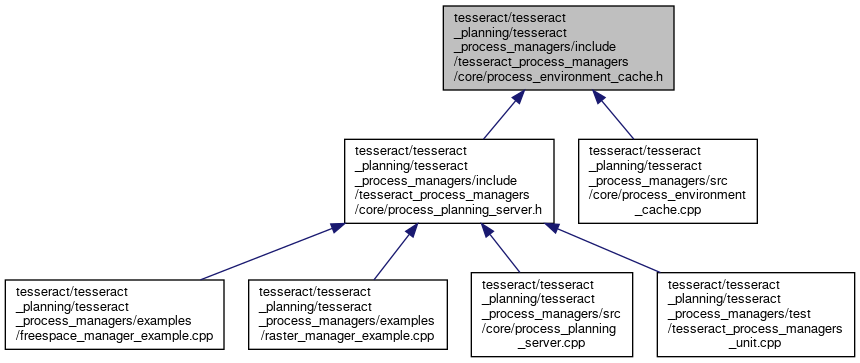 tesseract/tesseract
_planning/tesseract
_process_managers/include
/tesseract_process_managers
/core/process_environment_cache.h
tesseract/tesseract
_planning/tesseract
_process_managers/include
/tesseract_process_managers
/core/process_planning_server.h
tesseract/tesseract
_planning/tesseract
_process_managers/src
/core/process_environment
_cache.cpp
tesseract/tesseract
_planning/tesseract
_process_managers/examples
/freespace_manager_example.cpp
tesseract/tesseract
_planning/tesseract
_process_managers/examples
/raster_manager_example.cpp
tesseract/tesseract
_planning/tesseract
_process_managers/src
/core/process_planning
_server.cpp
tesseract/tesseract
_planning/tesseract
_process_managers/test
/tesseract_process_managers
_unit.cpp